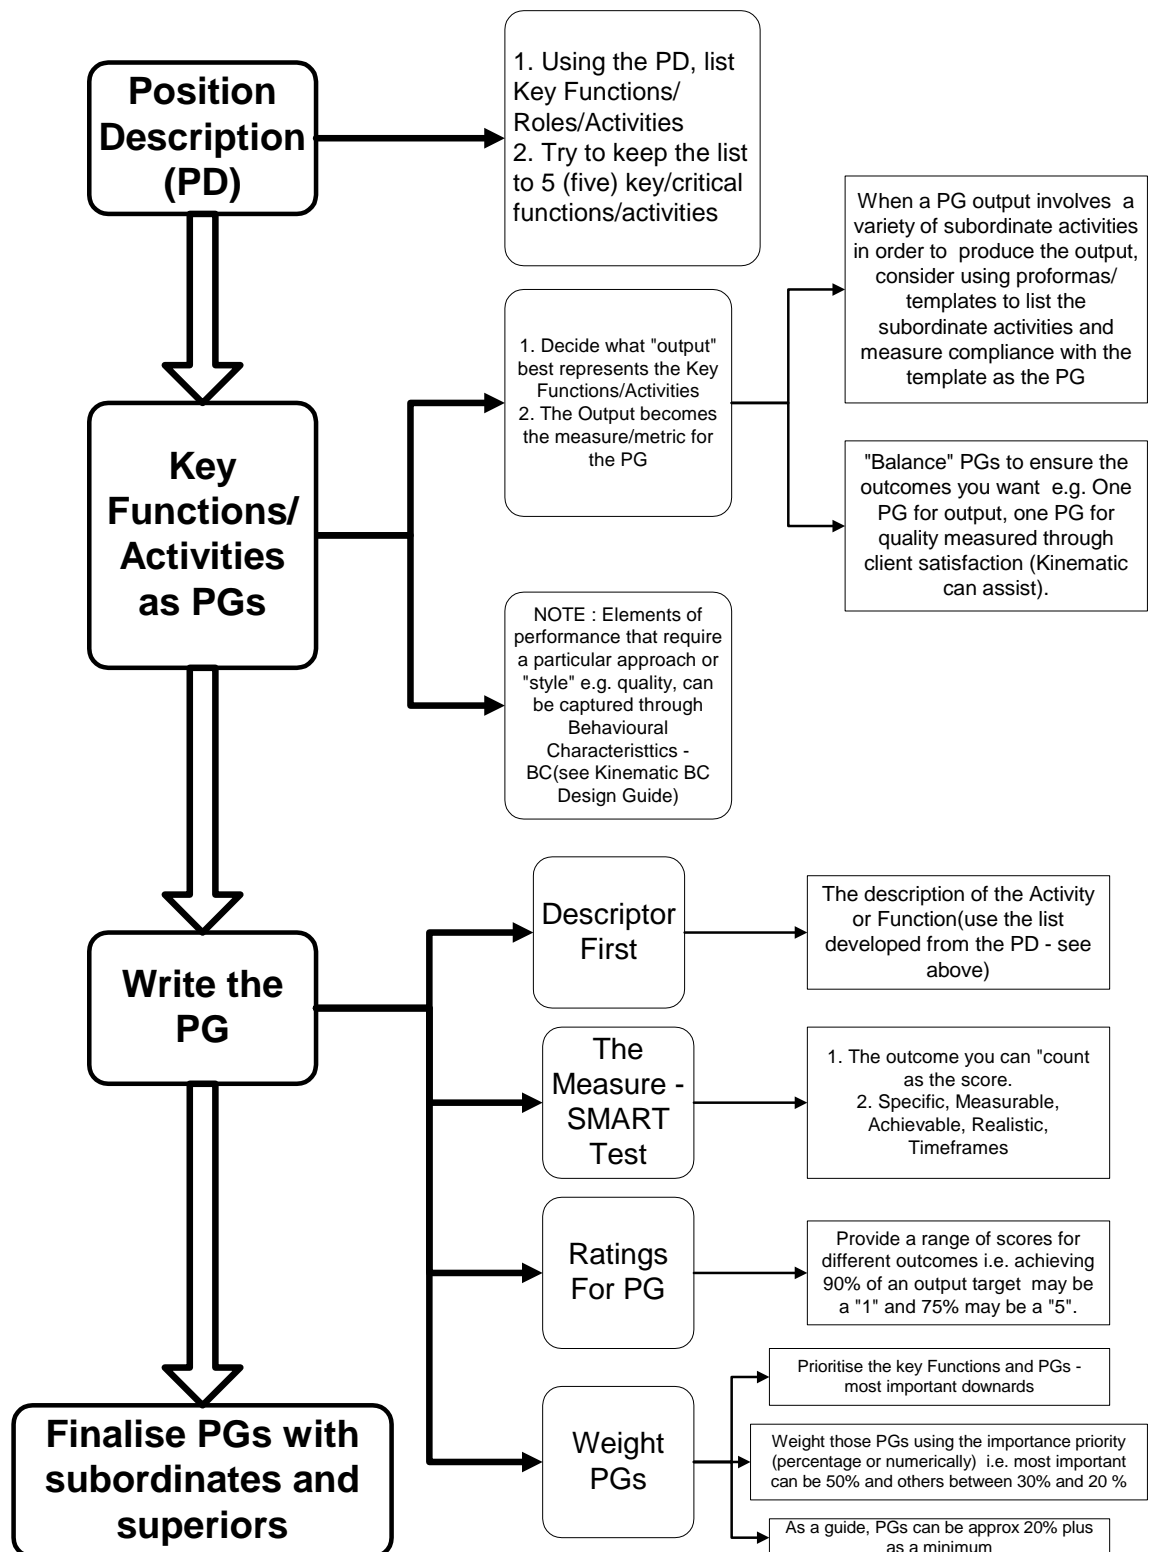 Position
Description
(PD)
1. Using the PD, list
Key Functions/
Roles/Activities
2. Try to keep the list
to 5 (five) key/critical
functions/activities
When a PG output involves a
variety of subordinate activities
in order to produce the output,
consider using proformas/
templates to list the
subordinate activities and
measure compliance with the
template as the PG
1. Decide what "output"
best represents the Key
Functions/Activities
2. The Output becomes
the measure/metric for
the PG
"Balance" PGs to ensure the
outcomes you want e.g. One
PG for output, one PG for
quality measured through
client satisfaction (Kinematic
can assist).
Key
Functions/
Activities
as PGs
NOTE : Elements of
performance that require
a particular approach or
"style" e.g. quality, can
be captured through
Behavioural
Characteristtics -
BC(see Kinematic BC
Design Guide)
Write the
PG
Descriptor
First
The description of the Activity
or Function(use the list
developed from the PD - see
above)
The
Measure -
SMART
Test
1. The outcome you can "count
as the score.
2. Specific, Measurable,
Achievable, Realistic,
Timeframes
Ratings
For PG
Provide a range of scores for
different outcomes i.e. achieving
90% of an output target may be
a "1" and 75% may be a "5".
Weight
PGs
Prioritise the key Functions and PGs -
most important downards
Weight those PGs using the importance priority
(percentage or numerically) i.e. most important
can be 50% and others between 30% and 20 %
As a guide, PGs can be approx 20% plus
as a minimum
Finalise PGs with
subordinates and
superiors